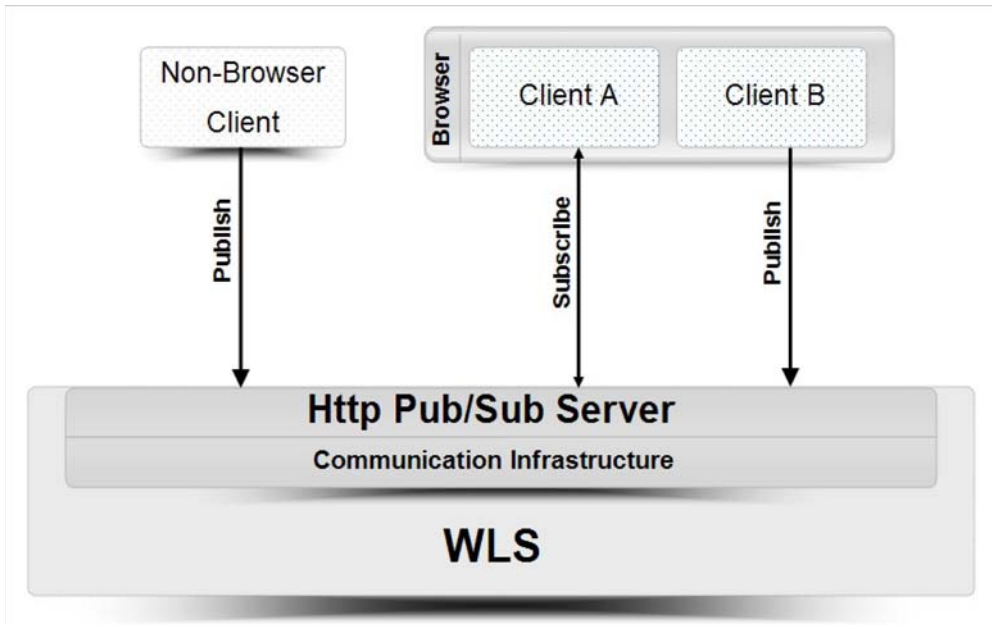 Non-Browser
Client
Browser
Client A
Client B
Publish
Subscribe
Publish
Http Pub/Sub Server
Communication Infrastructure
WLS